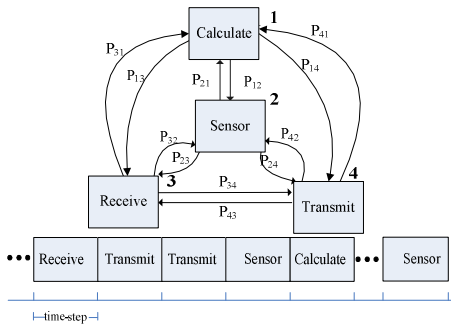 Calculate 1
P31
P41
P13
P14
P21 P12
2
Sensor
P32
P42
P23
P24
3
4
P34
Receive
Transmit
P43
••• Receive Transmit Transmit Sensor Calculate ••• Sensor
time-step